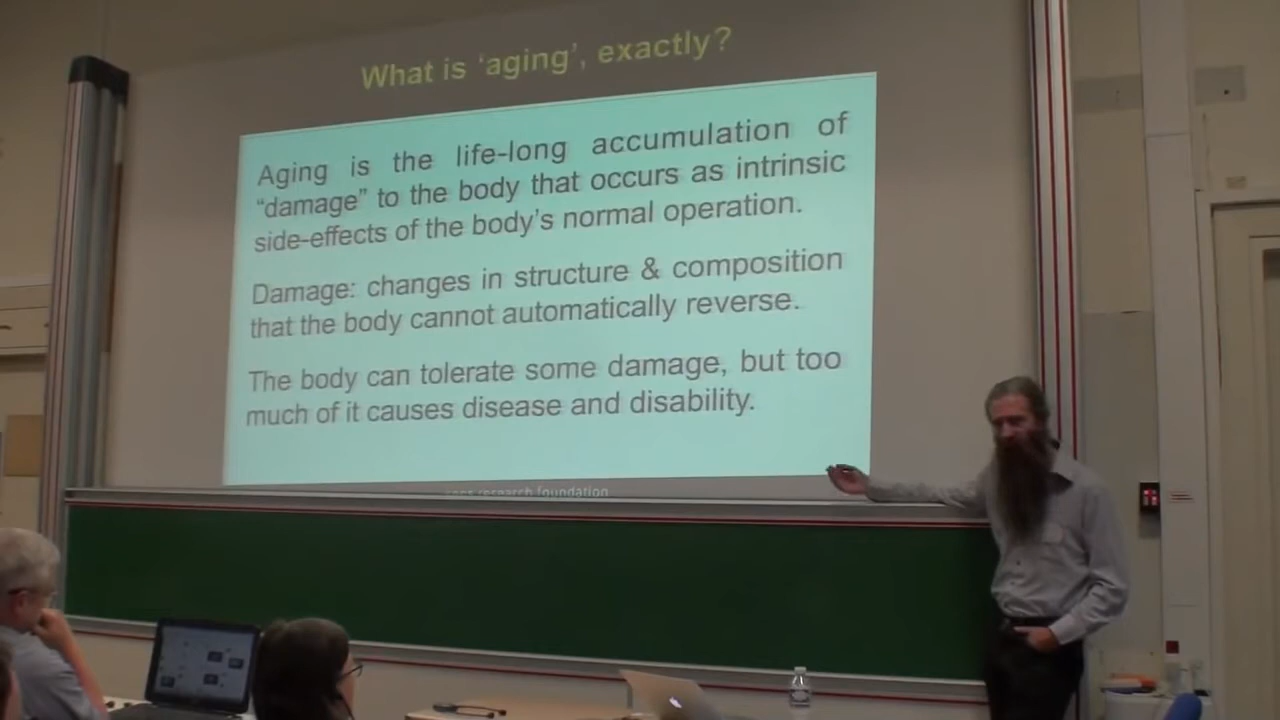 What is ‘aging’, exactly?
Aging is the life-long accumulation of
“damage” to the body that occurs as intrinsic
side-effects of the body’s normal operation.
Damage: changes in structure & composition
that the body cannot automatically reverse.
The body can tolerate some damage, but too
much of it causes disease and disability.
research foundation